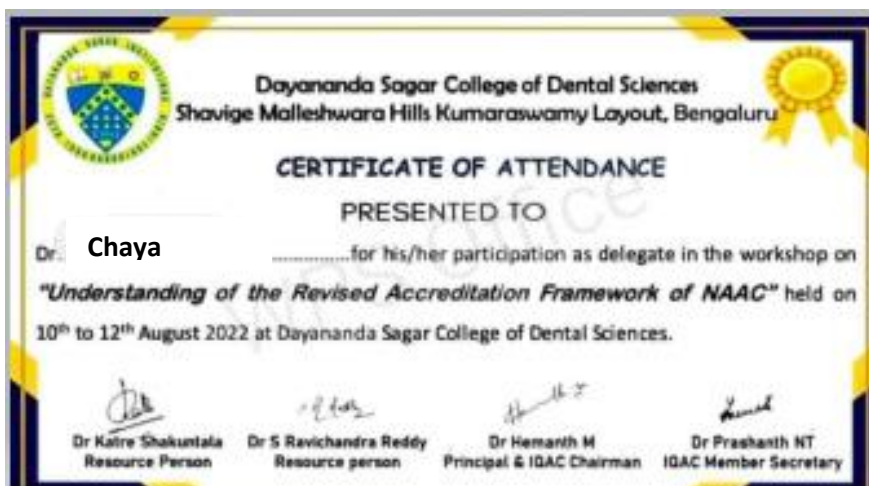 Dayananda Sagar College of Dental Sciences
Shavige Malleshwara Hills Kumaraswamy Layout, Bengaluru
CERTIFICATE OF ATTENDANCE
PRESENTED TO
Dr. Chaya ................for his/her participation as delegate in the workshop on
"Understanding of the Revised Accreditation Framework of NAAC" held on
10th to 12th August 2022 at Dayananda Sagar College of Dental Sciences.
WPS Office
Dr Katre Shakuntala Dr S Ravichandra Reddy Dr Hemanth M Dr Prashanth NT
Resource Person Resource person Principal & IQAC Chairman IQAC Member Secretary